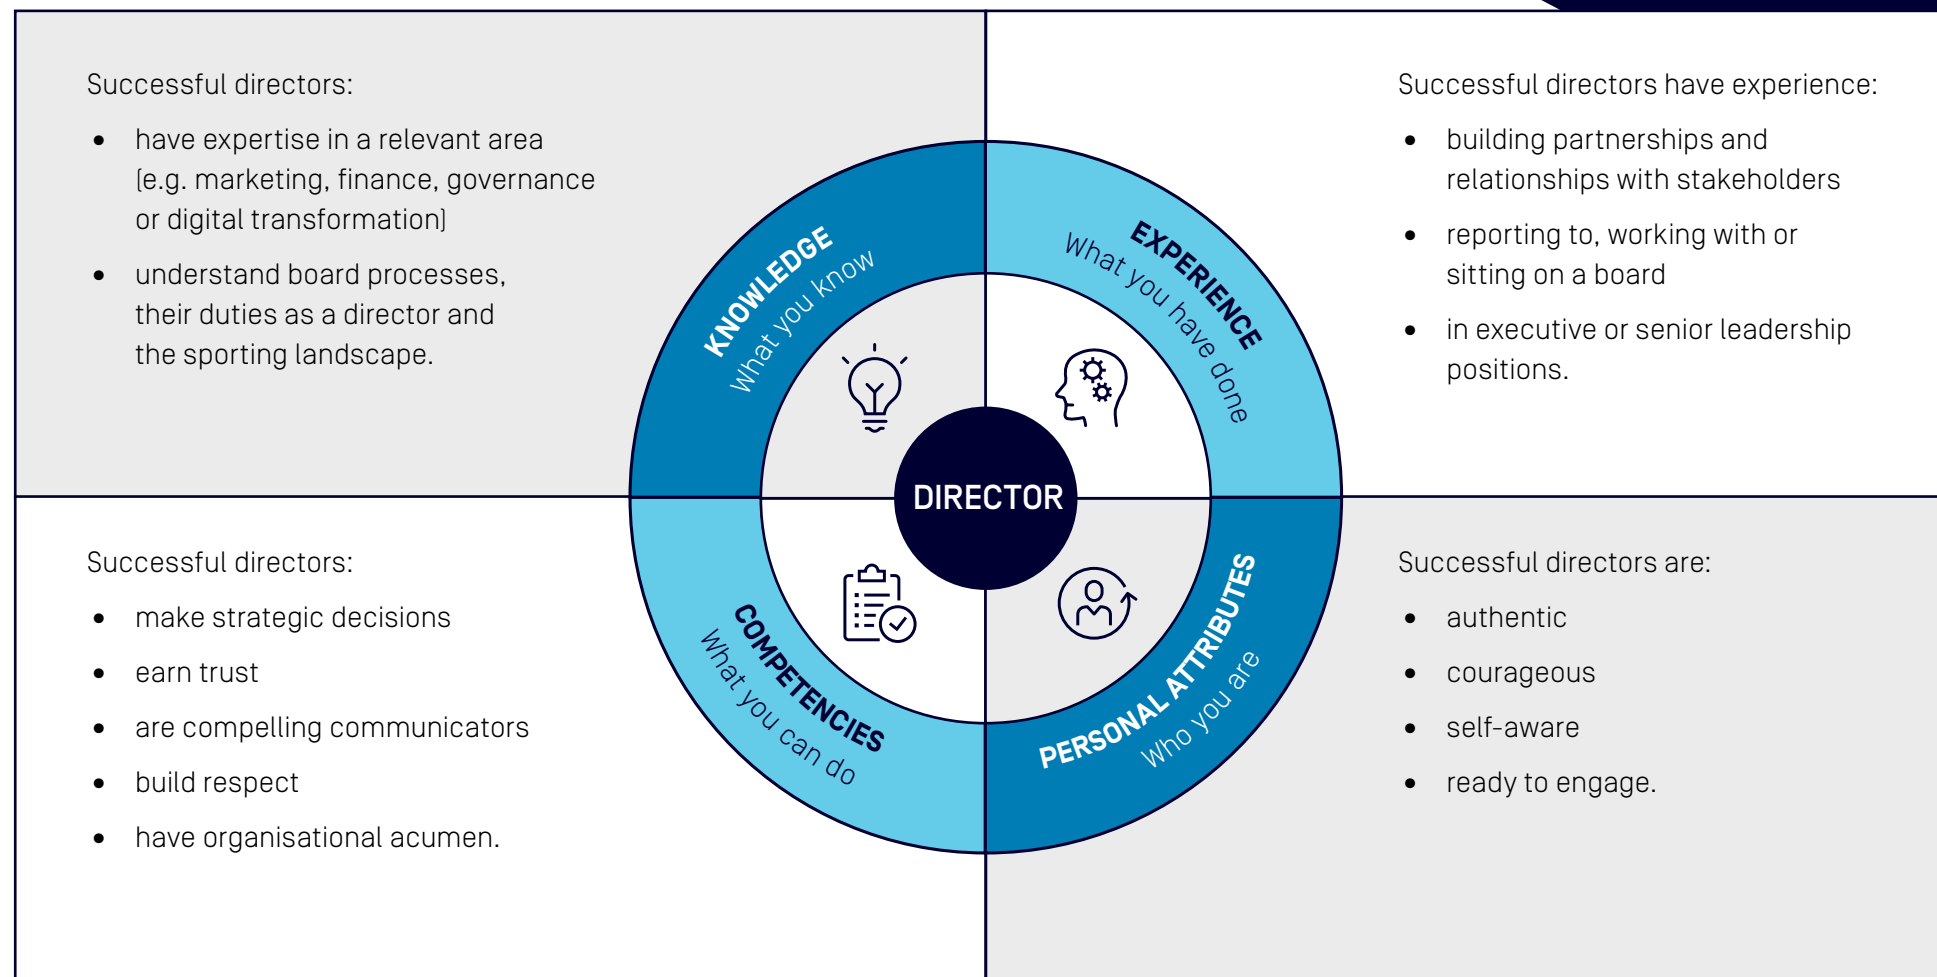 Successful directors:
• have expertise in a relevant area
(e.g. marketing, finance, governance
or digital transformation)
• understand board processes,
their duties as a director and
the sporting landscape.
Successful directors have experience:
• building partnerships and
relationships with stakeholders
• reporting to, working with or
sitting on a board
• in executive or senior leadership
positions.
KNOWLEDGE
What you know
EXPERIENCE
What you have done
DIRECTOR
COMPETENCIES
What you can do
PERSONAL ATTRIBUTES
Who you are
Successful directors:
• make strategic decisions
• earn trust
• are compelling communicators
• build respect
• have organisational acumen.
Successful directors are:
• authentic
• courageous
• self-aware
• ready to engage.